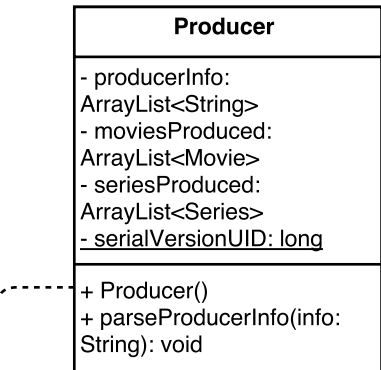 Producer
- producerInfo:
ArrayList<String>
- moviesProduced:
ArrayList<Movie>
- seriesProduced:
ArrayList<Series>
- serialVersionUID: long
+ Producer()
+ parseProducerInfo(info:
String): void